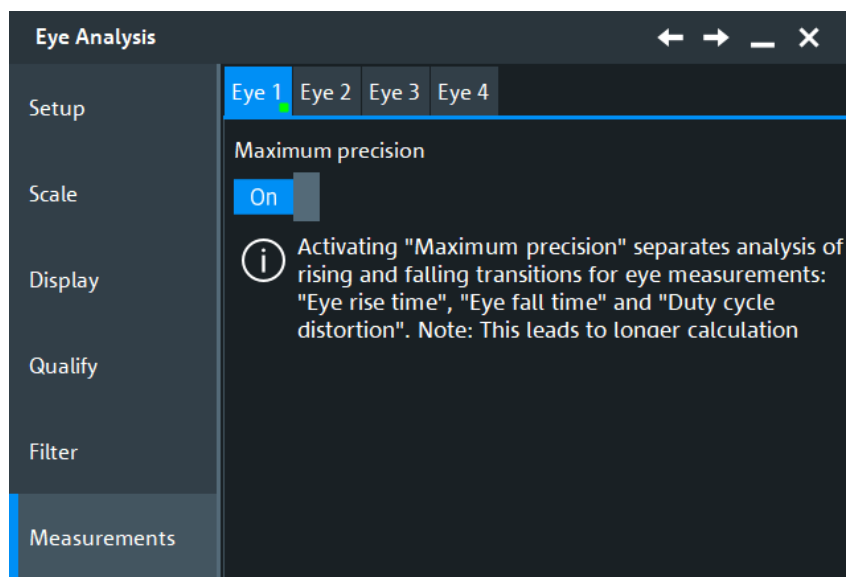 Eye Analysis
Setup
Scale
Display
Qualify
Filter
Measurements
Eye 1 Eye 2 Eye 3 Eye 4
Maximum precision
On
Activating "Maximum precision" separates analysis of
rising and falling transitions for eye measurements:
"Eye rise time", "Eye fall time" and "Duty cycle
distortion". Note: This leads to longer calculation